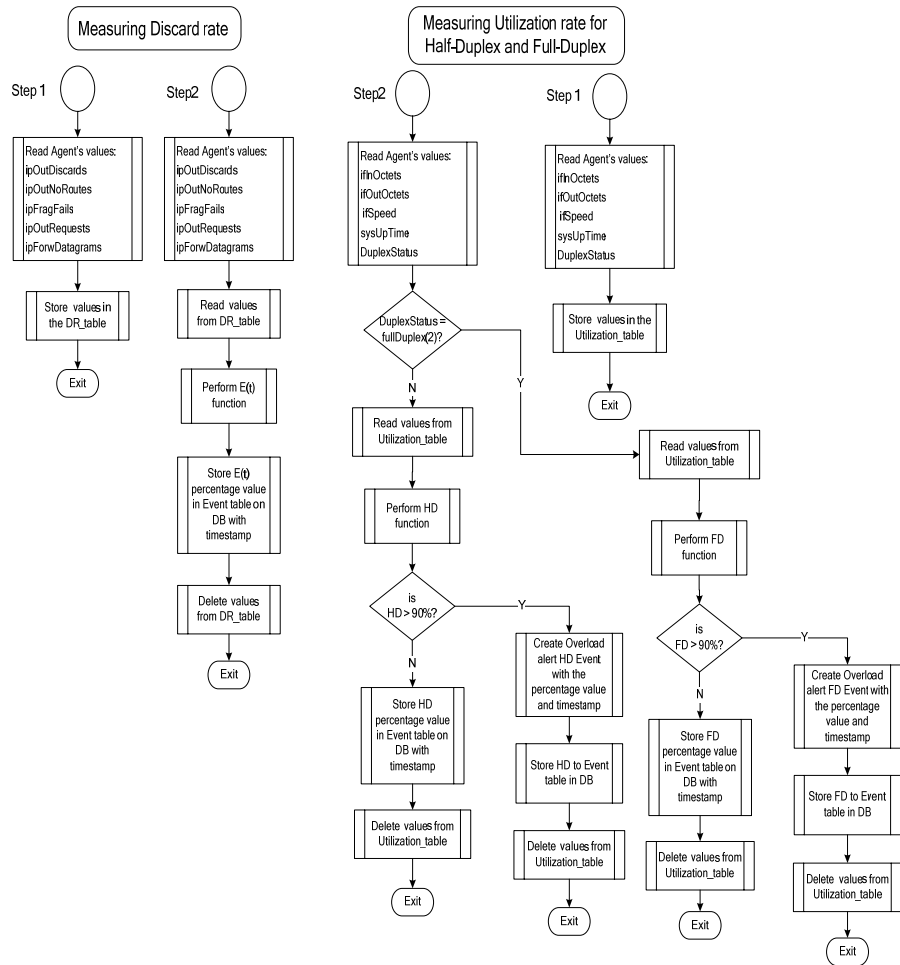 Measuring Discard rate
Step 1
Read Agent's values:
ipOutDiscards
ipOutNoRoutes
ipFragFails
ipOutRequests
ipForwDatagrams
Store values in
the DR_table
Exit
Step2
Read Agent's values:
ipOutDiscards
ipOutNoRoutes
ipFragFails
ipOutRequests
ipForwDatagrams
Read values
from DR_table
Perform E(t)
function
Store E(t)
percentage value
in Event table on
DB with
timestamp
Delete values
from DR_table
Exit
Measuring Utilization rate for
Half-Duplex and Full-Duplex
Step2
Read Agent's values:
ifInOctets
ifOutOctets
ifSpeed
sysUpTime
DuplexStatus
DuplexStatus =
fullDuplex(2)?
N
Y
Read values from
Utilization_table
Perform HD
function
is
HD > 90%?
Y
N
Store HD
percentage value
in Event table on
DB with
timestamp
Delete values from
Utilization_table
Exit
Create Overload
alert HD Event
with the
percentage value
and timestamp
Store HD to Event
table in DB
Delete values from
Utilization_table
Exit
Step 1
Read Agent's values:
ifInOctets
ifOutOctets
ifSpeed
sysUpTime
DuplexStatus
Store values in the
Utilization_table
Exit
Read values from
Utilization_table
Perform FD
function
is
FD > 90%?
Y
N
Store FD
percentage value
in Event table on
DB with
timestamp
Delete values from
Utilization_table
Exit
Create Overload
alert FD Event with
the percentage
value and
timestamp
Store FD to Event
table in DB
Delete values from
Utilization_table
Exit